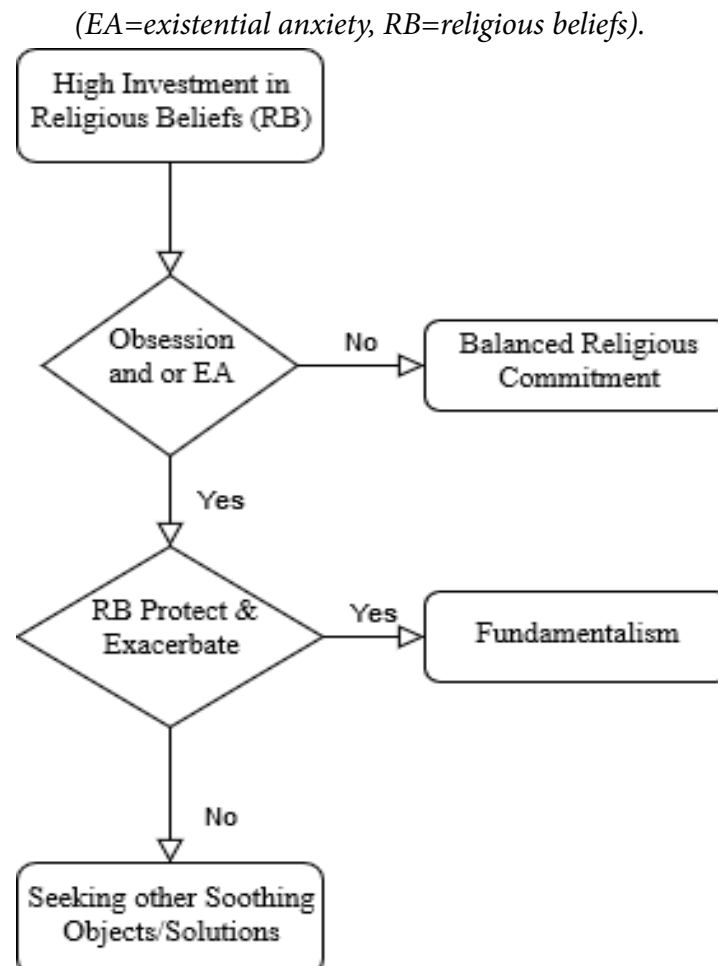 (EA=existential anxiety, RB=religious beliefs).
High Investment in
Religious Beliefs (RB)
Obsession
and or EA
No
Balanced Religious
Commitment
Yes
RB Protect &
Exacerbate
Yes
Fundamentalism
No
Seeking other Soothing
Objects/Solutions